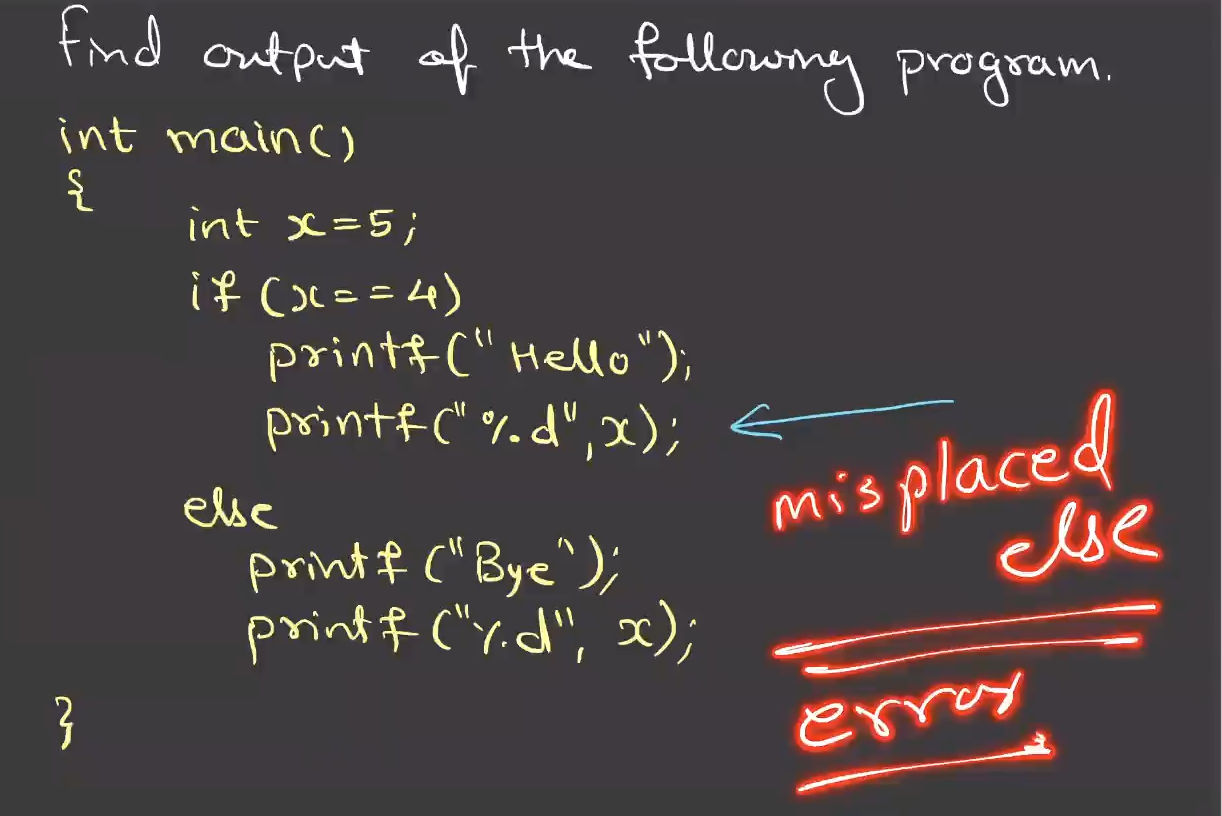 find output of the following program.
int main()
{
int x=5;
if (x==4)
printf("Hello");
printf("%d",x);
else
printf("Bye");
printf("%d", x);
}
misplaced
else
error